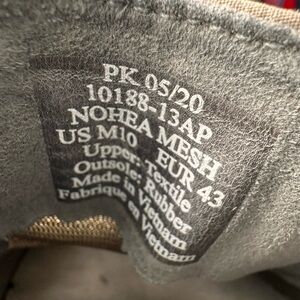 PK 05/20
10188-13AP
NOHEA MESH
US M10 EUR 43
Upper: Textile
Outsole: Rubber
Made in Vietnam
Fabrique en Vietnam